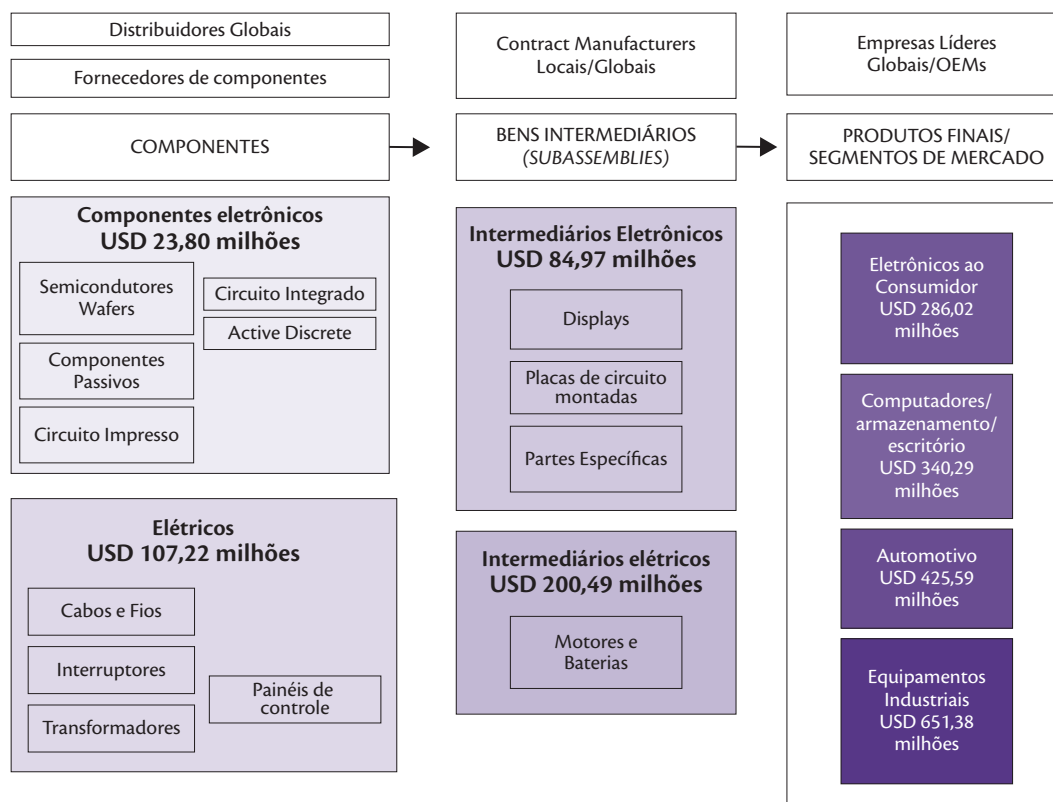 Distribuidores Globais
Fornecedores de componentes
COMPONENTES
Contract Manufacturers
Locais/Globais
BENS INTERMEDIÁRIOS
(SUBASSEMBLIES)
Empresas Líderes
Globais/OEMs
PRODUTOS FINAIS/
SEGMENTOS DE MERCADO
Componentes eletrônicos
USD 23,80 milhões
Semicondutores
Wafers
Circuito Integrado
Active Discrete
Componentes
Passivos
Circuito Impresso
Elétricos
USD 107,22 milhões
Cabos e Fios
Interruptores
Transformadores
Painéis de
controle
Intermediários Eletrônicos
USD 84,97 milhões
Displays
Placas de circuito
montadas
Partes Específicas
Intermediários elétricos
USD 200,49 milhões
Motores e
Baterias
Eletrônicos ao
Consumidor
USD 286,02
milhões
Computadores/
armazenamento/
escritório
USD 340,29
milhões
Automotivo
USD 425,59
milhões
Equipamentos
Industriais
USD 651,38
milhões